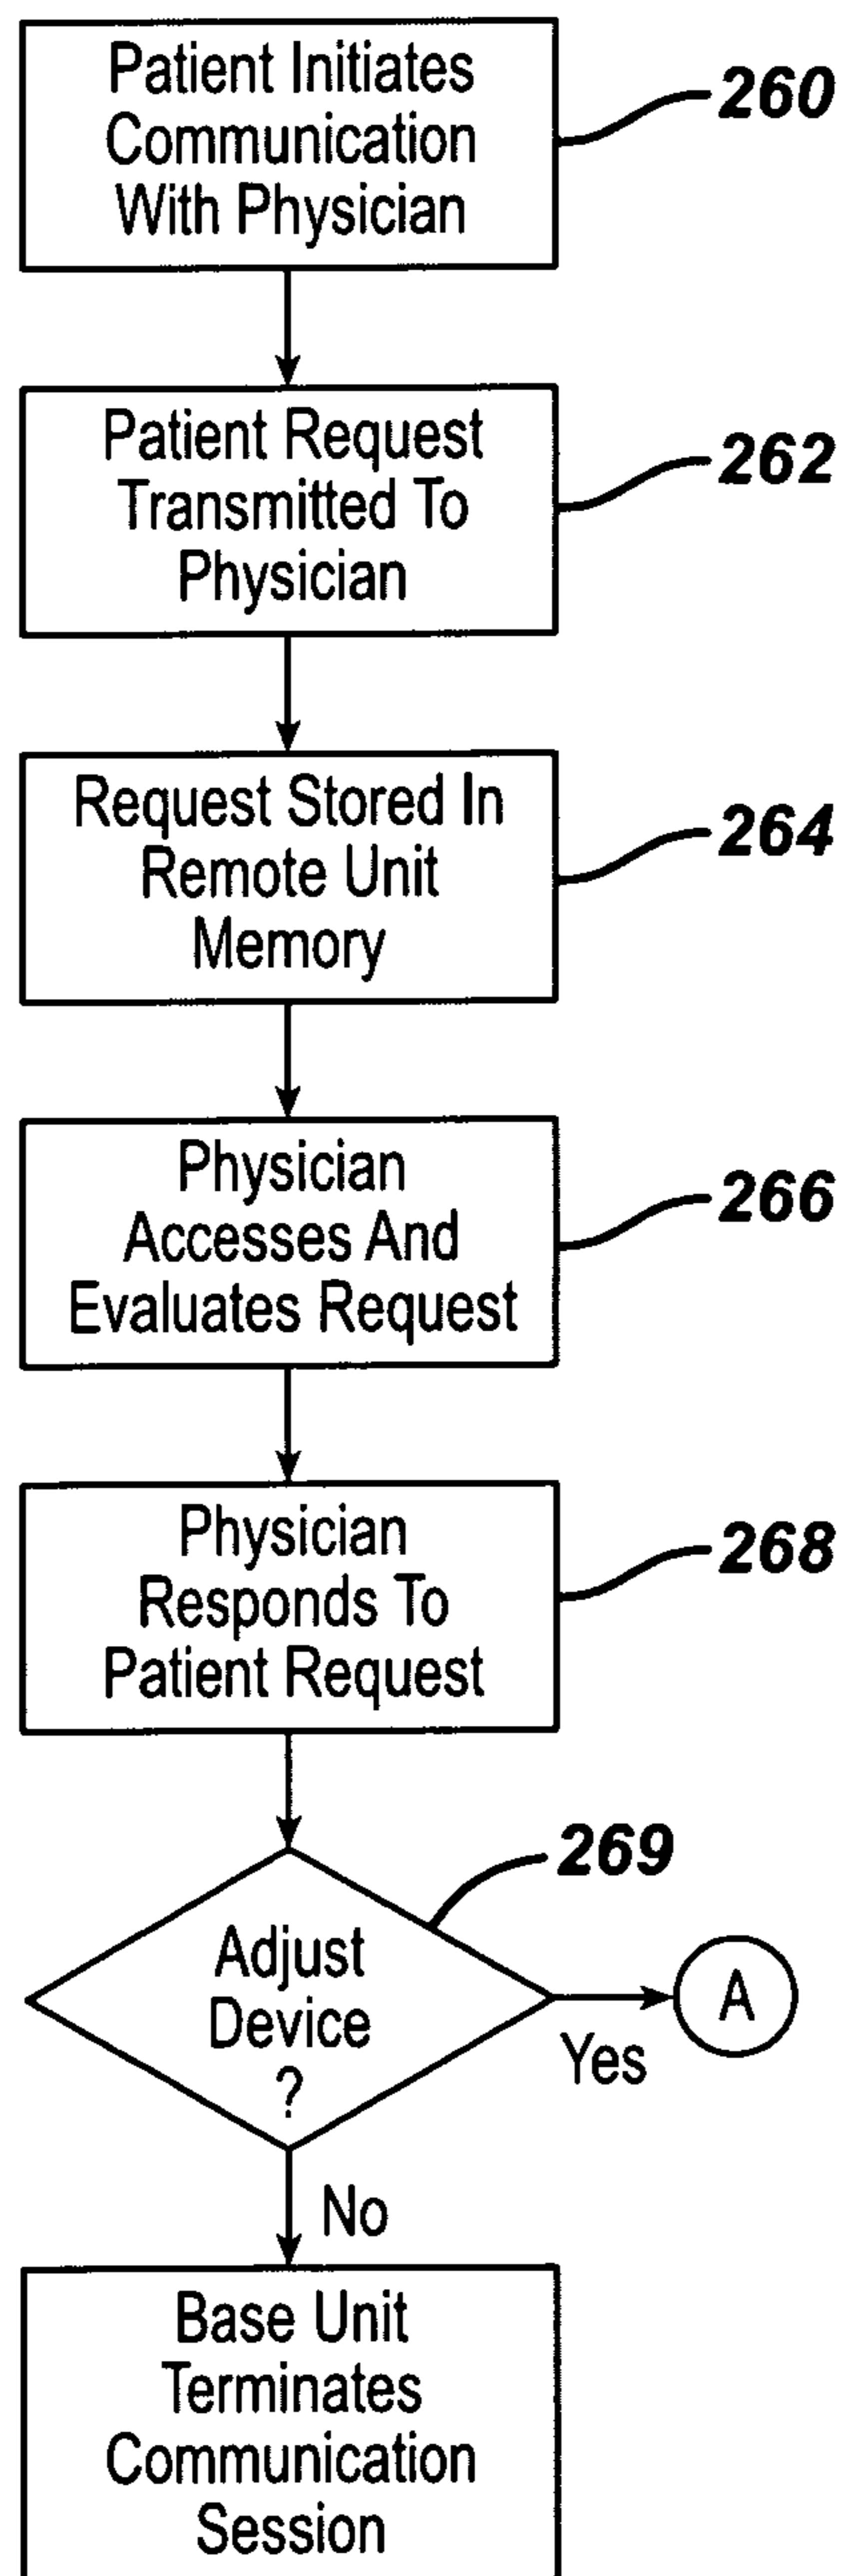 Patient Initiates
Communication
With Physician
260
Patient Request
Transmitted To
Physician
262
Request Stored In
Remote Unit
Memory
264
Physician
Accesses And
Evaluates Request
266
Physician
Responds To
Patient Request
268
269
Adjust
Device
?
Yes
A
No
Base Unit
Terminates
Communication
Session